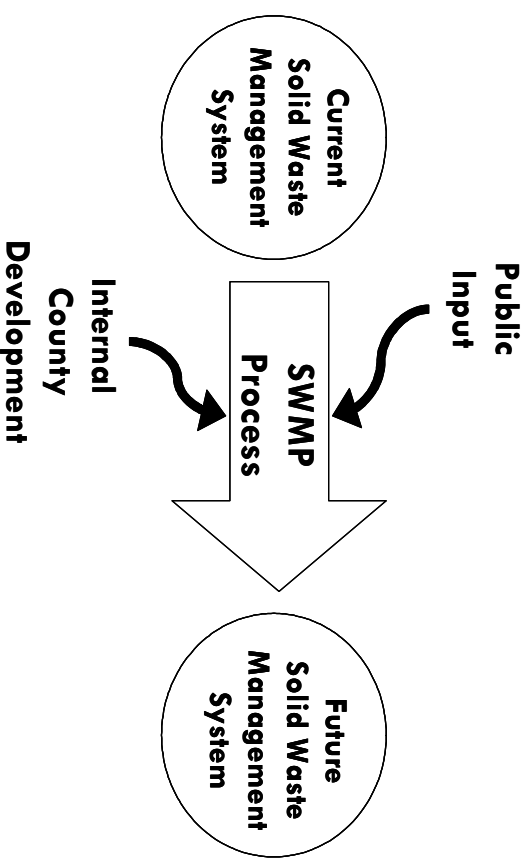 Public
Input
Current
Solid Waste
Management
System
SWMP
Process
Future
Solid Waste
Management
System
Internal
County
Development